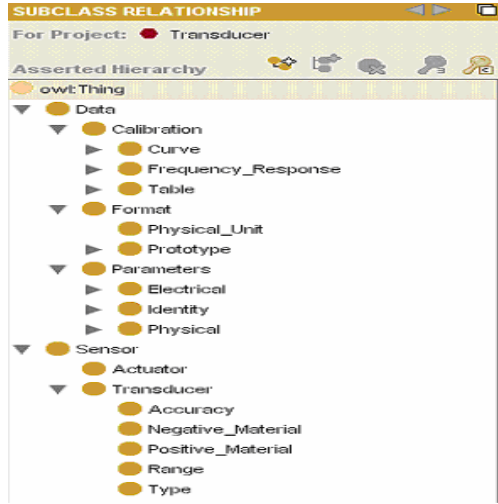 SUBCLASS RELATIONSHIP
For Project: Transducer
Asserted Hierarchy
owl:Thing
Data
Calibration
Curve
Frequency_Response
Table
Format
Physical_Unit
Prototype
Parameters
Electrical
Identity
Physical
Sensor
Actuator
Transducer
Accuracy
Negative_Material
Positive_Material
Range
Type